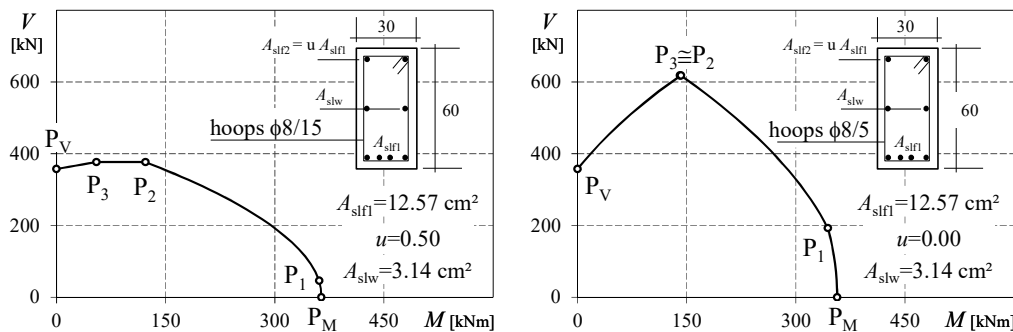 V
[kN]
600
400
200
0
0
150
300
450
M [kNm]
P_V
P_3
P_2
P_1
P_M
30
60
A_slf2 = u A_slf1
A_slw
hoops ϕ8/15
A_slf1
A_slf1=12.57 cm²
u=0.50
A_slw=3.14 cm²
V
[kN]
600
400
200
0
0
150
300
450
M [kNm]
P_3≅P_2
P_V
P_1
P_M
30
60
A_slf2 = u A_slf1
A_slw
hoops ϕ8/5
A_slf1
A_slf1=12.57 cm²
u=0.00
A_slw=3.14 cm²